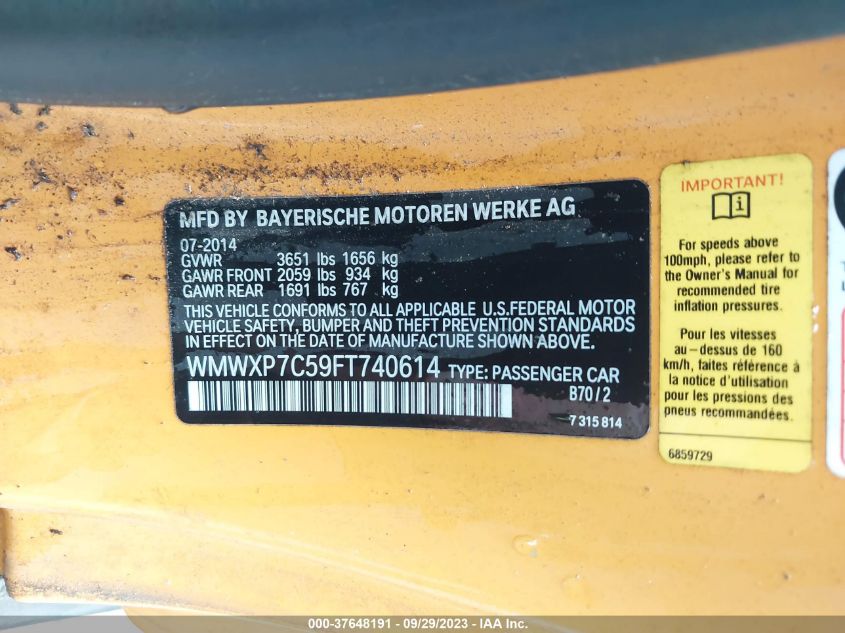 MFD BY BAYERISCHE MOTOREN WERKE AG
07-2014
GVWR 3651 lbs 1656 kg
GAWR FRONT 2059 lbs 934 kg
GAWR REAR 1691 lbs 767 kg
THIS VEHICLE CONFORMS TO ALL APPLICABLE U.S.FEDERAL MOTOR
VEHICLE SAFETY, BUMPER AND THEFT PREVENTION STANDARDS
IN EFFECT ON THE DATE OF MANUFACTURE SHOWN ABOVE.
WMWXP7C59FT740614 TYPE: PASSENGER CAR
B70/2
7 315 814
IMPORTANT!
For speeds above
100mph, please refer to
the Owner's Manual for
recommended tire
inflation pressures.
Pour les vitesses
au-dessus de 160
km/h, faites référence à
la notice d'utilisation
pour les pressions des
pneus recommandées.
6859729
000-37648191 - 09/29/2023 - IAA Inc.